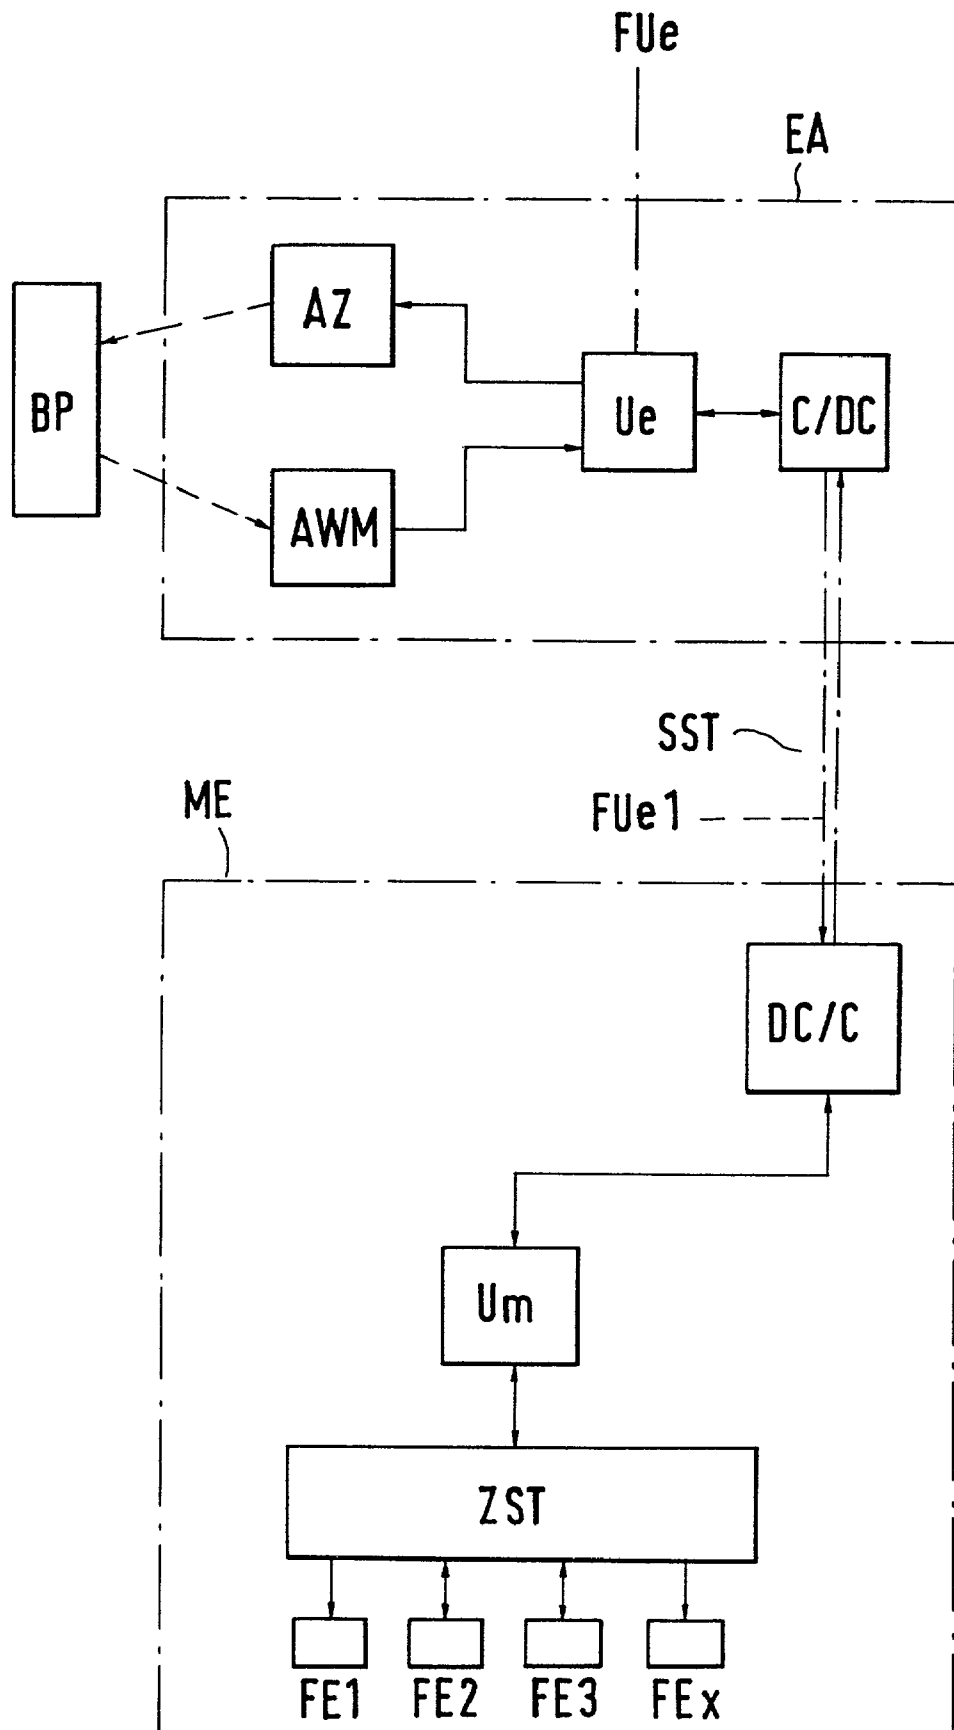 FUe
EA
AZ
BP
Ue
C/DC
AWM
SST
FUe1
ME
DC/C
Um
ZST
FE1 FE2 FE3 FEx